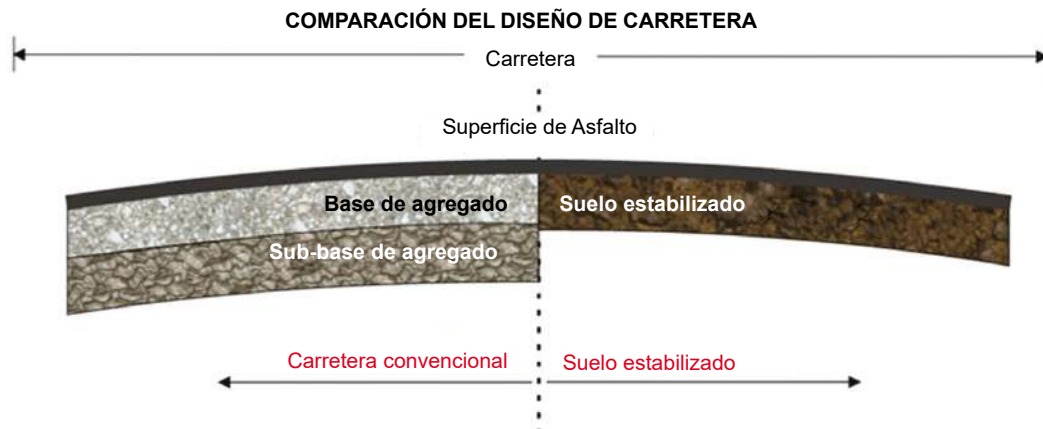 COMPARACIÓN DEL DISEÑO DE CARRETERA
Carretera
Superficie de Asfalto
Base de agregado
Suelo estabilizado
Sub-base de agregado
Carretera convencional
Suelo estabilizado